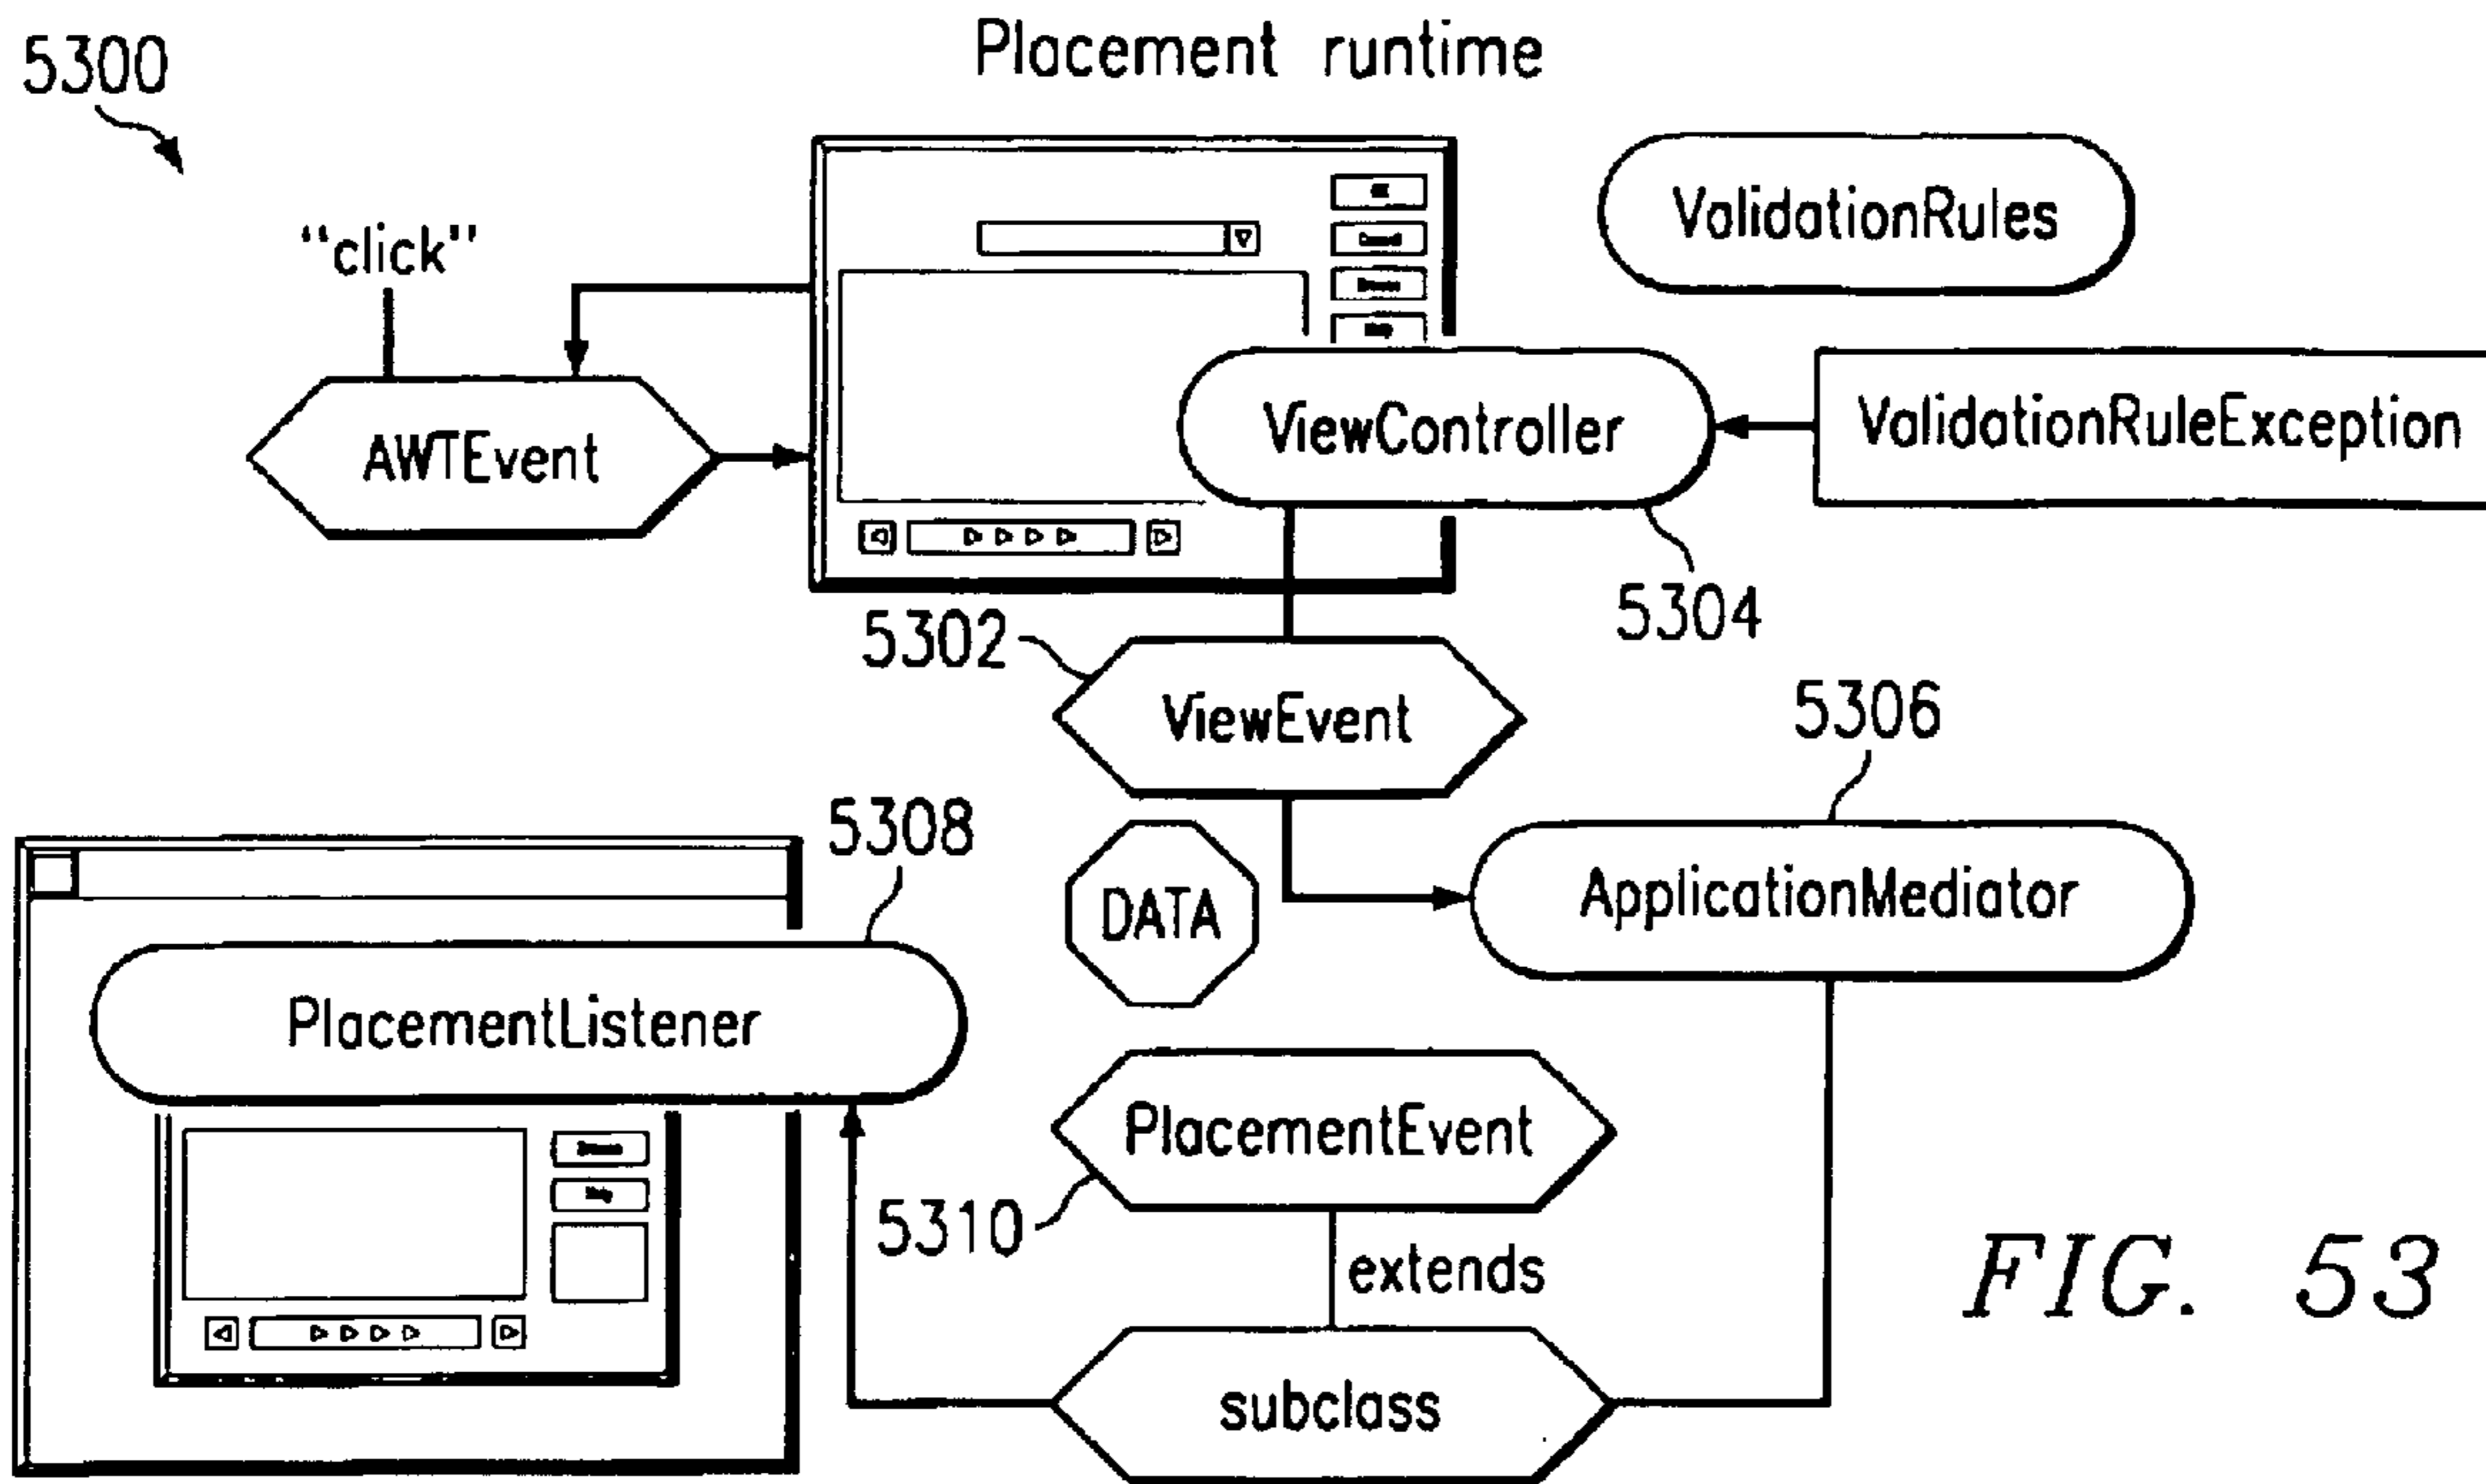 Placement runtime
5300
"click"
ValidationRules
AWTEvent
ViewController
ValidationRuleException
5304
5302
ViewEvent
5306
5308
DATA
ApplicationMediator
PlacementListener
PlacementEvent
5310
extends
subclass
FIG. 53